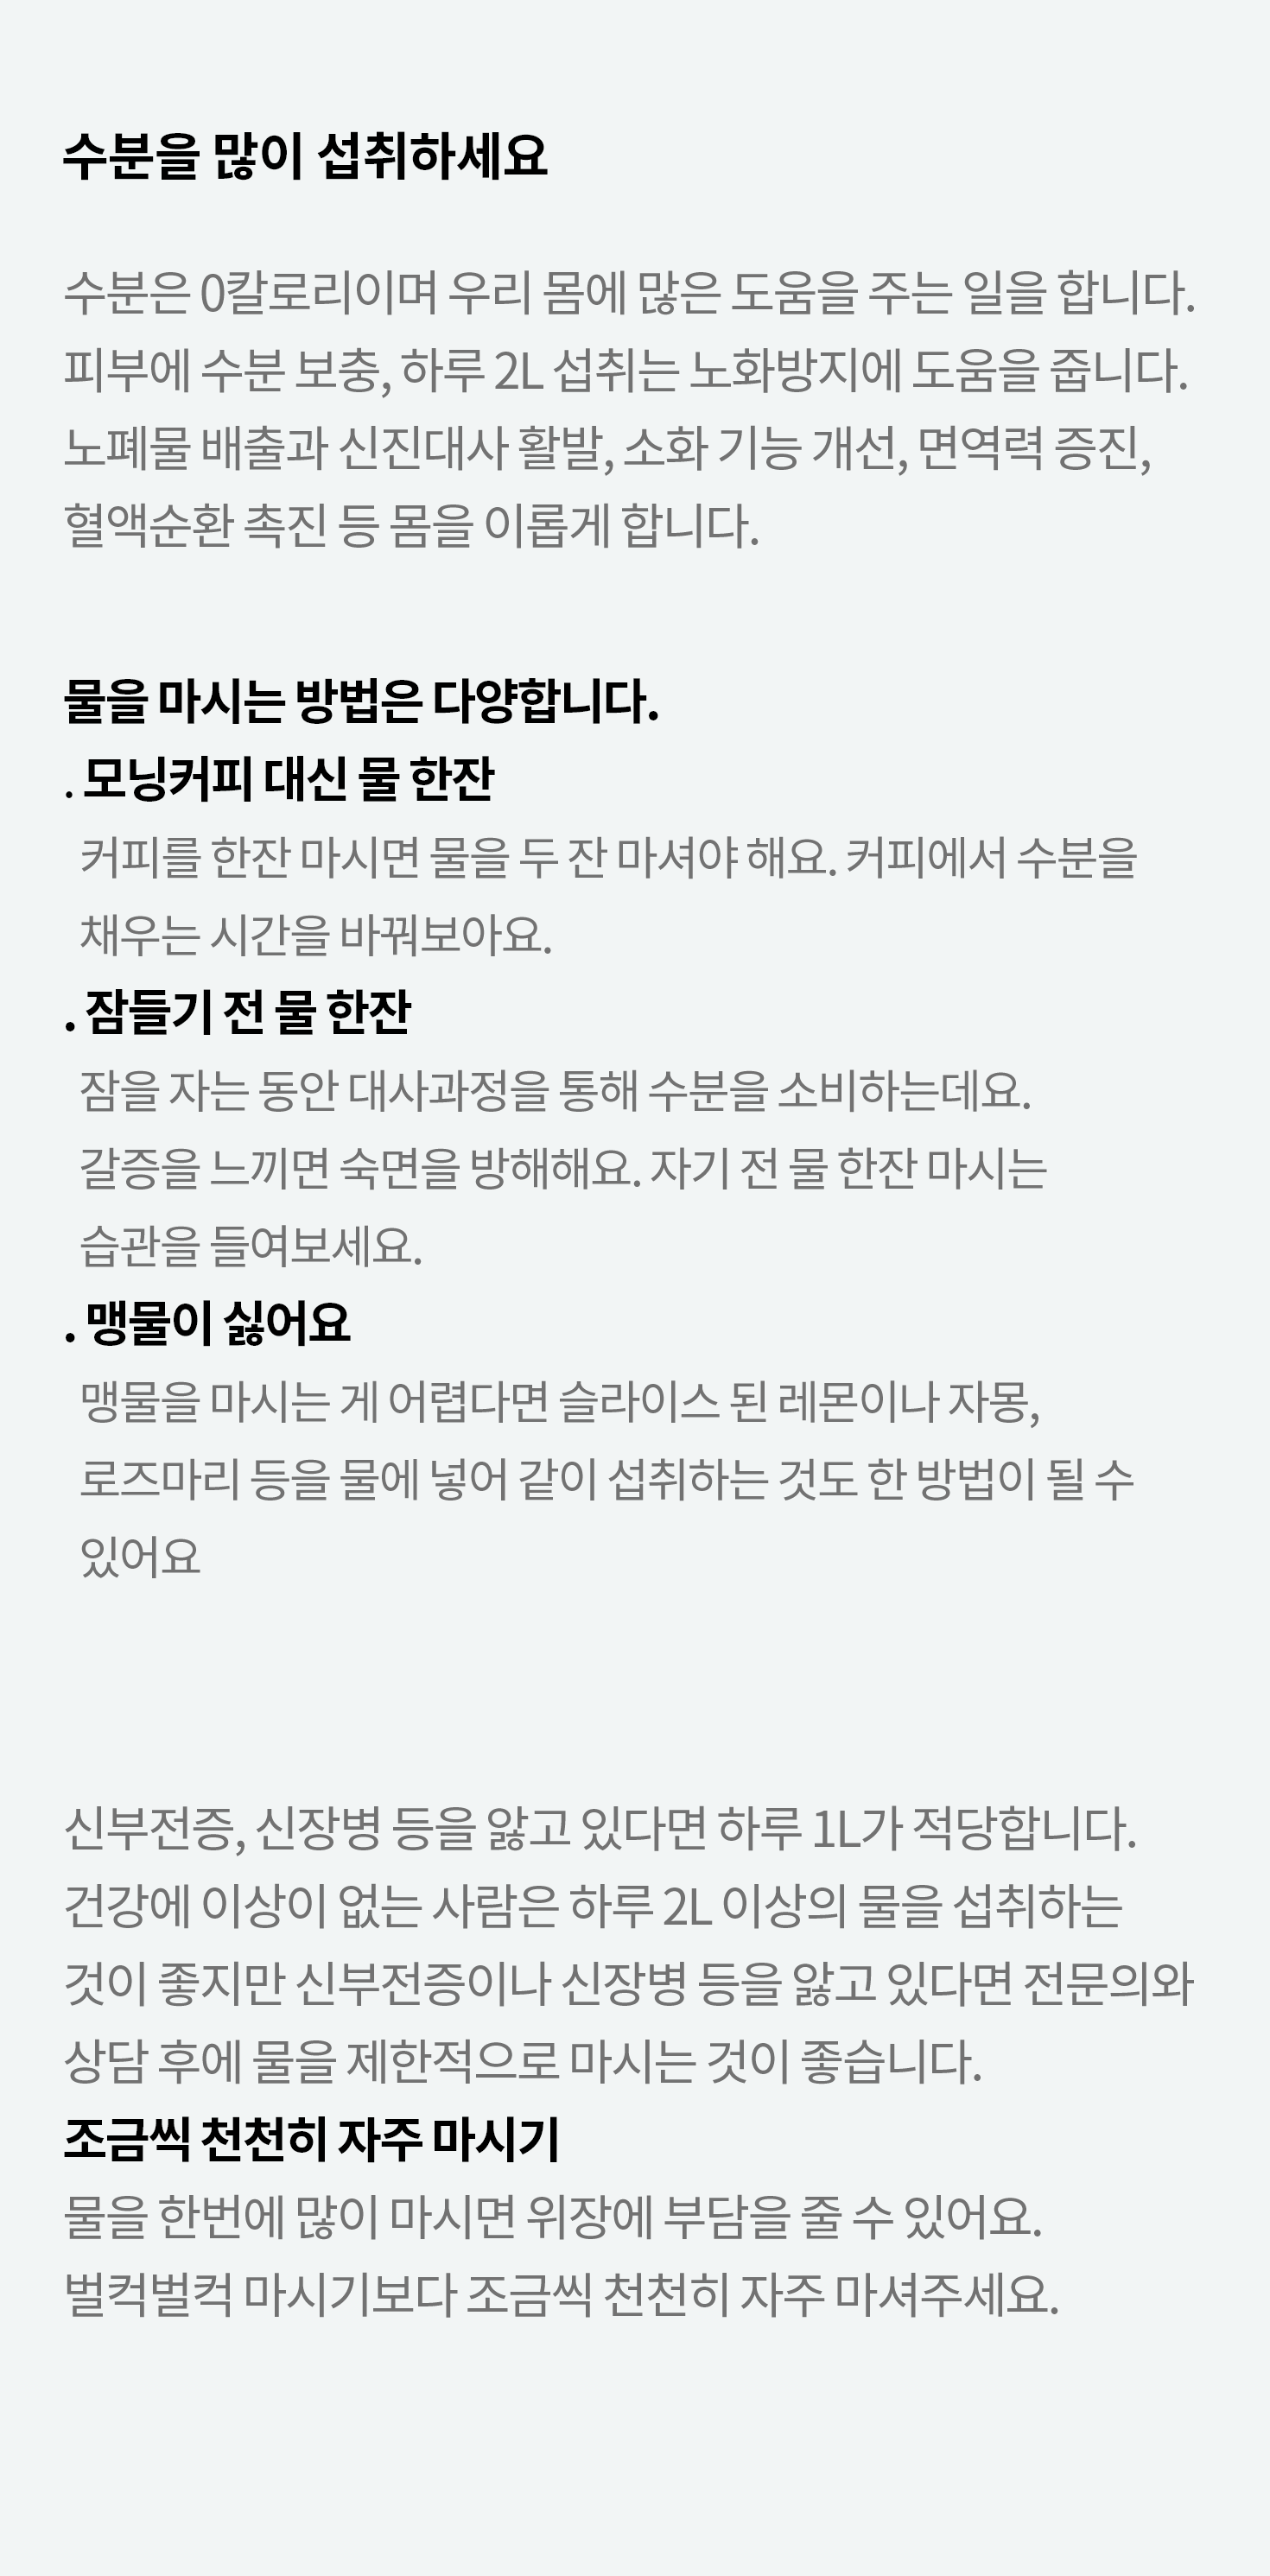 수분을 많이 섭취하세요
수분은 0칼로리이며 우리 몸에 많은 도움을 주는 일을 합니다.
피부에 수분 보충, 하루 2L 섭취는 노화방지에 도움을 줍니다.
노폐물 배출과 신진대사 활발, 소화 기능 개선, 면역력 증진,
혈액순환 촉진 등 몸을 이롭게 합니다.
물을 마시는 방법은 다양합니다.
. 모닝커피 대신 물 한잔
커피를 한잔 마시면 물을 두 잔 마셔야 해요. 커피에서 수분을
채우는 시간을 바꿔보아요.
. 잠들기 전 물 한잔
잠을 자는 동안 대사과정을 통해 수분을 소비하는데요.
갈증을 느끼면 숙면을 방해해요. 자기 전 물 한잔 마시는
습관을 들여보세요.
. 맹물이 싫어요
맹물을 마시는 게 어렵다면 슬라이스 된 레몬이나 자몽,
로즈마리 등을 물에 넣어 같이 섭취하는 것도 한 방법이 될 수
있어요
신부전증, 신장병 등을 앓고 있다면 하루 1L가 적당합니다.
건강에 이상이 없는 사람은 하루 2L 이상의 물을 섭취하는
것이 좋지만 신부전증이나 신장병 등을 앓고 있다면 전문의와
상담 후에 물을 제한적으로 마시는 것이 좋습니다.
조금씩 천천히 자주 마시기
물을 한번에 많이 마시면 위장에 부담을 줄 수 있어요.
벌컥벌컥 마시기보다 조금씩 천천히 자주 마셔주세요.